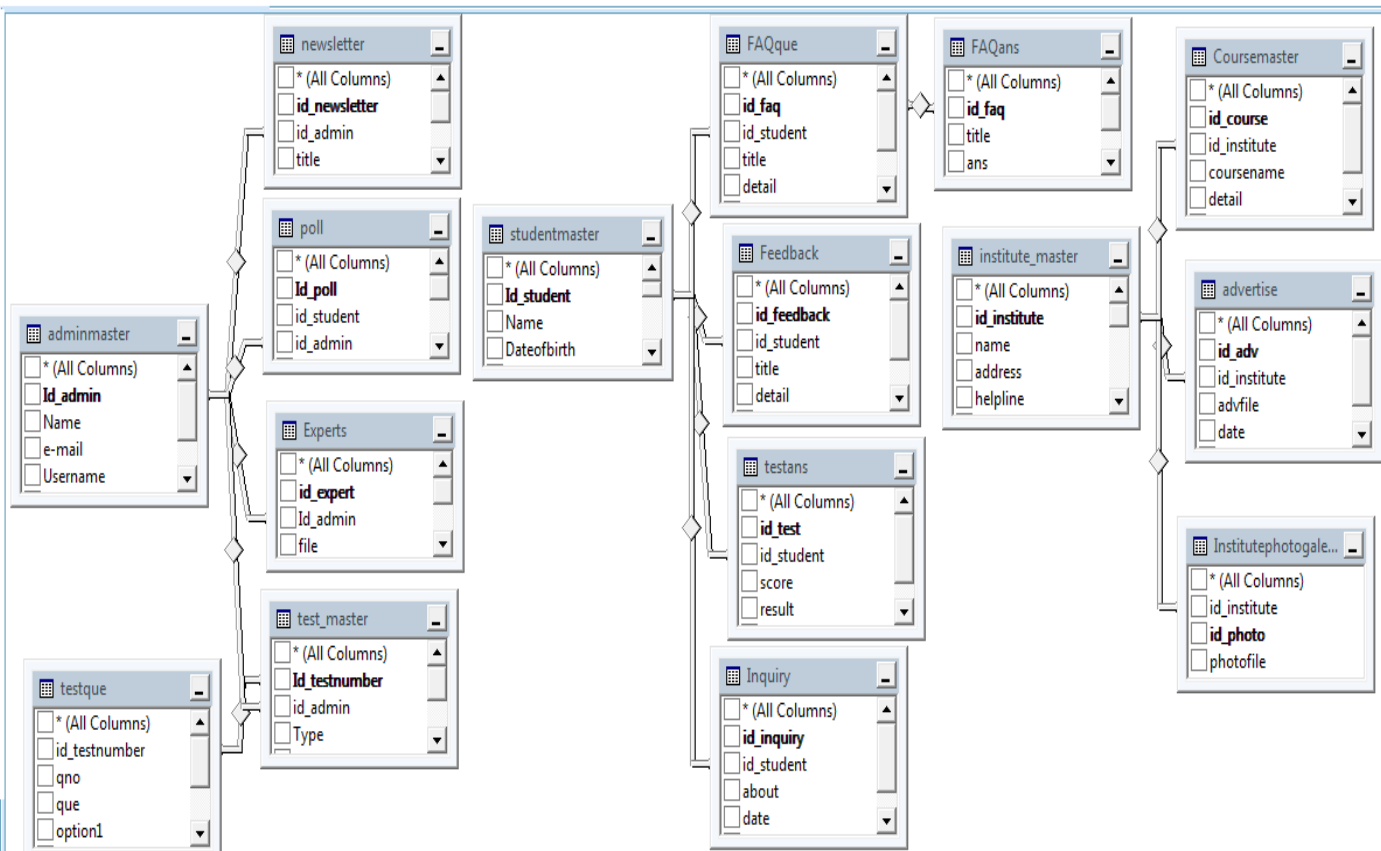 newsletter
* (All Columns)
id_newsletter
id_admin
title
poll
* (All Columns)
Id_poll
id_student
id_admin
adminmaster
* (All Columns)
Id_admin
Name
e-mail
Username
Experts
* (All Columns)
id_expert
Id_admin
file
test_master
* (All Columns)
Id_testnumber
id_admin
Type
testque
* (All Columns)
id_testnumber
qno
que
option1
studentmaster
* (All Columns)
Id_student
Name
Dateofbirth
FAQque
* (All Columns)
id_faq
id_student
title
detail
FAQans
* (All Columns)
id_faq
title
ans
Feedback
* (All Columns)
id_feedback
id_student
title
detail
testans
* (All Columns)
id_test
id_student
score
result
Inquiry
* (All Columns)
id_inquiry
id_student
about
date
institute_master
* (All Columns)
id_institute
name
address
helpline
Coursemaster
* (All Columns)
id_course
id_institute
coursename
detail
advertise
* (All Columns)
id_adv
id_institute
advfile
date
Institutephotogale...
* (All Columns)
id_institute
id_photo
photofile